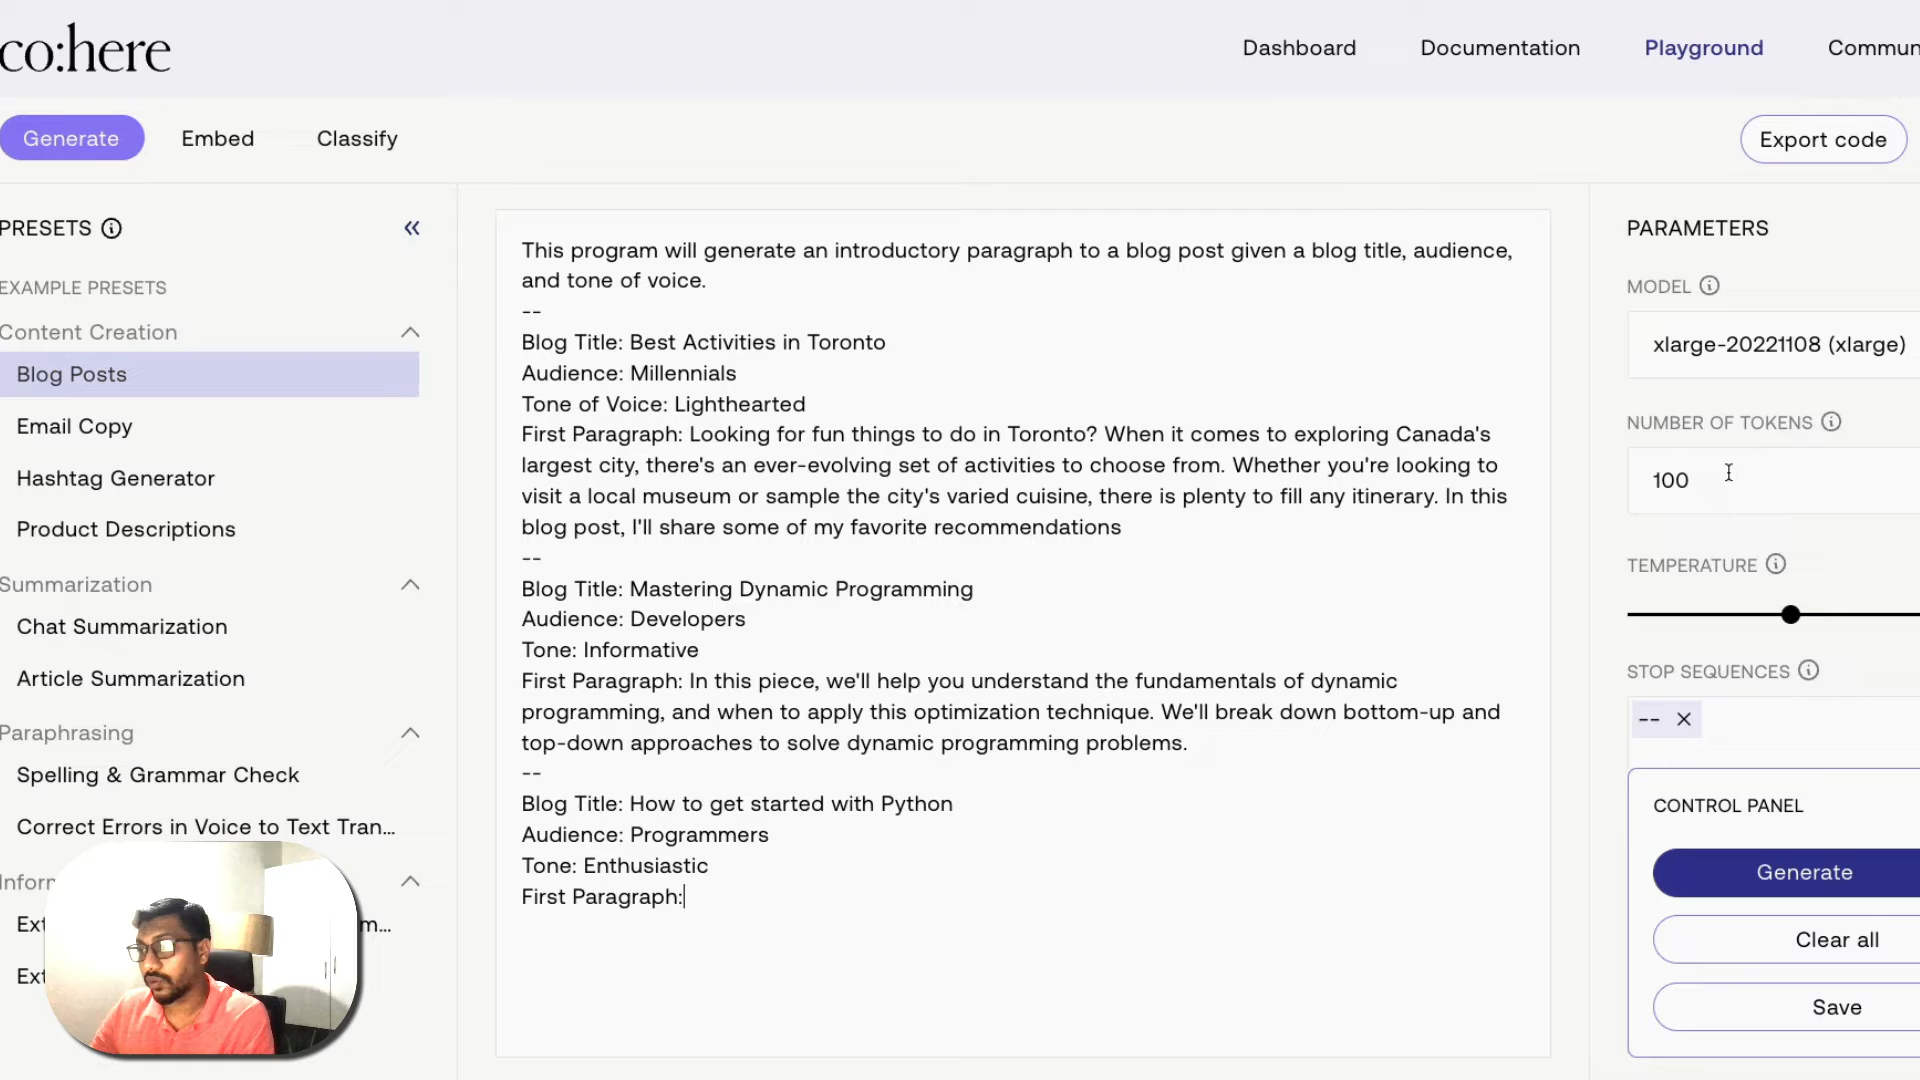 co:here
Dashboard
Documentation
Playground
Commun
Generate
Embed
Classify
Export code
PRESETS
EXAMPLE PRESETS
Content Creation
Blog Posts
Email Copy
Hashtag Generator
Product Descriptions
Summarization
Chat Summarization
Article Summarization
Paraphrasing
Spelling & Grammar Check
Correct Errors in Voice to Text Tran...
Inforr
Ext
m...
Ext
This program will generate an introductory paragraph to a blog post given a blog title, audience,
and tone of voice.
--
Blog Title: Best Activities in Toronto
Audience: Millennials
Tone of Voice: Lighthearted
First Paragraph: Looking for fun things to do in Toronto? When it comes to exploring Canada's
largest city, there's an ever-evolving set of activities to choose from. Whether you're looking to
visit a local museum or sample the city's varied cuisine, there is plenty to fill any itinerary. In this
blog post, I'll share some of my favorite recommendations
--
Blog Title: Mastering Dynamic Programming
Audience: Developers
Tone: Informative
First Paragraph: In this piece, we'll help you understand the fundamentals of dynamic
programming, and when to apply this optimization technique. We'll break down bottom-up and
top-down approaches to solve dynamic programming problems.
--
Blog Title: How to get started with Python
Audience: Programmers
Tone: Enthusiastic
First Paragraph:
PARAMETERS
MODEL
xlarge-20221108 (xlarge)
NUMBER OF TOKENS
100
TEMPERATURE
STOP SEQUENCES
--
CONTROL PANEL
Generate
Clear all
Save